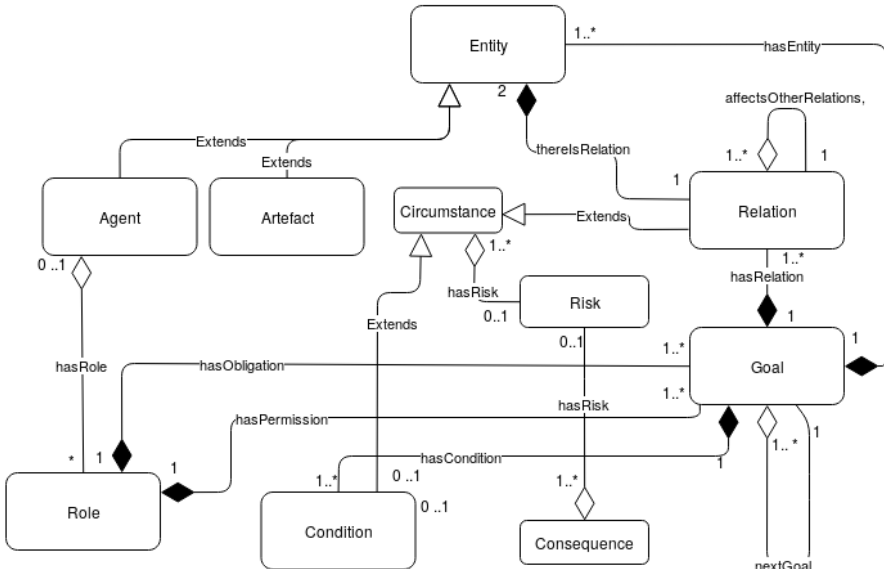 Entity
1..*
hasEntity
2
affectsOtherRelations,
Extends
thereIsRelation
1..*
1
Extends
1
Agent
Artefact
Circumstance
Extends
Relation
0 ..1
1..*
1..*
hasRelation
hasRisk
Risk
0..1
1
Extends
0..1
1..*
1
hasRole
hasObligation
Goal
1..*
hasRisk
hasPermission
1..*
1
hasCondition
1
*
1
1
1..*
0 ..1
1..*
0 ..1
Role
Condition
Consequence
nextGoal